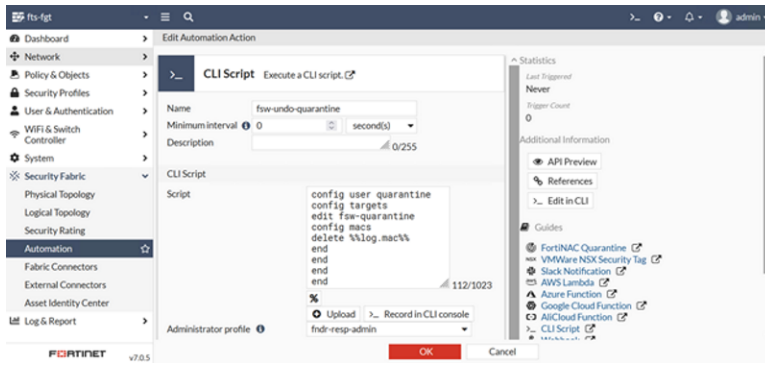 fts-fgt
admin
Dashboard
Network
Policy & Objects
Security Profiles
User & Authentication
WiFi & Switch
Controller
System
Security Fabric
Physical Topology
Logical Topology
Security Rating
Automation
Fabric Connectors
External Connectors
Asset Identity Center
Log & Report
FORTINET
v7.0.5
Edit Automation Action
>_ CLI Script Execute a CLI script.
Name fsw-undo-quarantine
Minimum interval 0 second(s)
Description 0/255
CLI Script
Script
config user quarantine
config targets
edit fsw-quarantine
config macs
delete %%log.mac%%
end
end
end
end
112/1023
%
Upload >_ Record in CLI console
Administrator profile fndr-resp-admin
OK Cancel
Statistics
Last Triggered
Never
Trigger Count
0
Additional Information
API Preview
References
>_ Edit in CLI
Guides
FortiNAC Quarantine
VMWare NSX Security Tag
Slack Notification
AWS Lambda
Azure Function
Google Cloud Function
AliCloud Function
>_ CLI Script